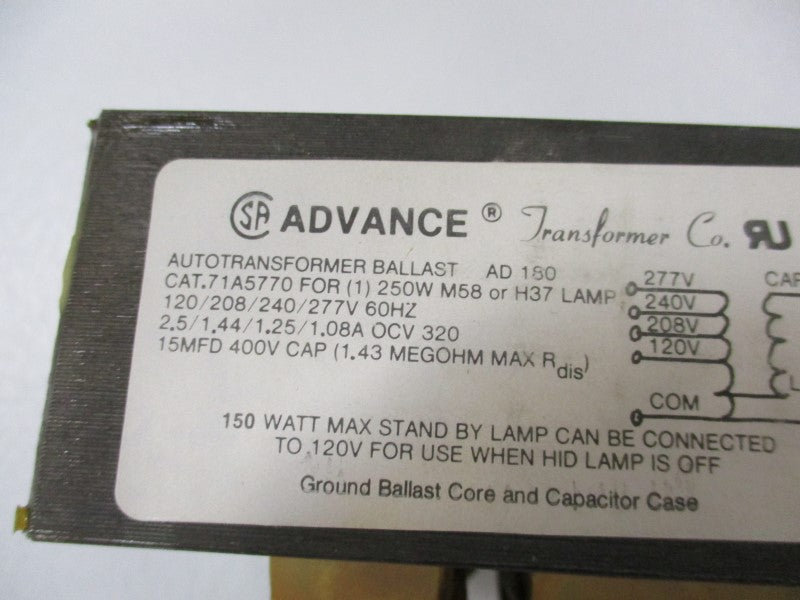 SA ADVANCE ® Transformer Co. RU
AUTOTRANSFORMER BALLAST AD 180
CAT.71A5770 FOR (1) 250W M58 or H37 LAMP
120/208/240/277V 60HZ
2.5/1.44/1.25/1.08A OCV 320
15MFD 400V CAP (1.43 MEGOHM MAX Rdis)
277V
240V
208V
120V
COM
CAP
150 WATT MAX STAND BY LAMP CAN BE CONNECTED
TO 120V FOR USE WHEN HID LAMP IS OFF
Ground Ballast Core and Capacitor Case